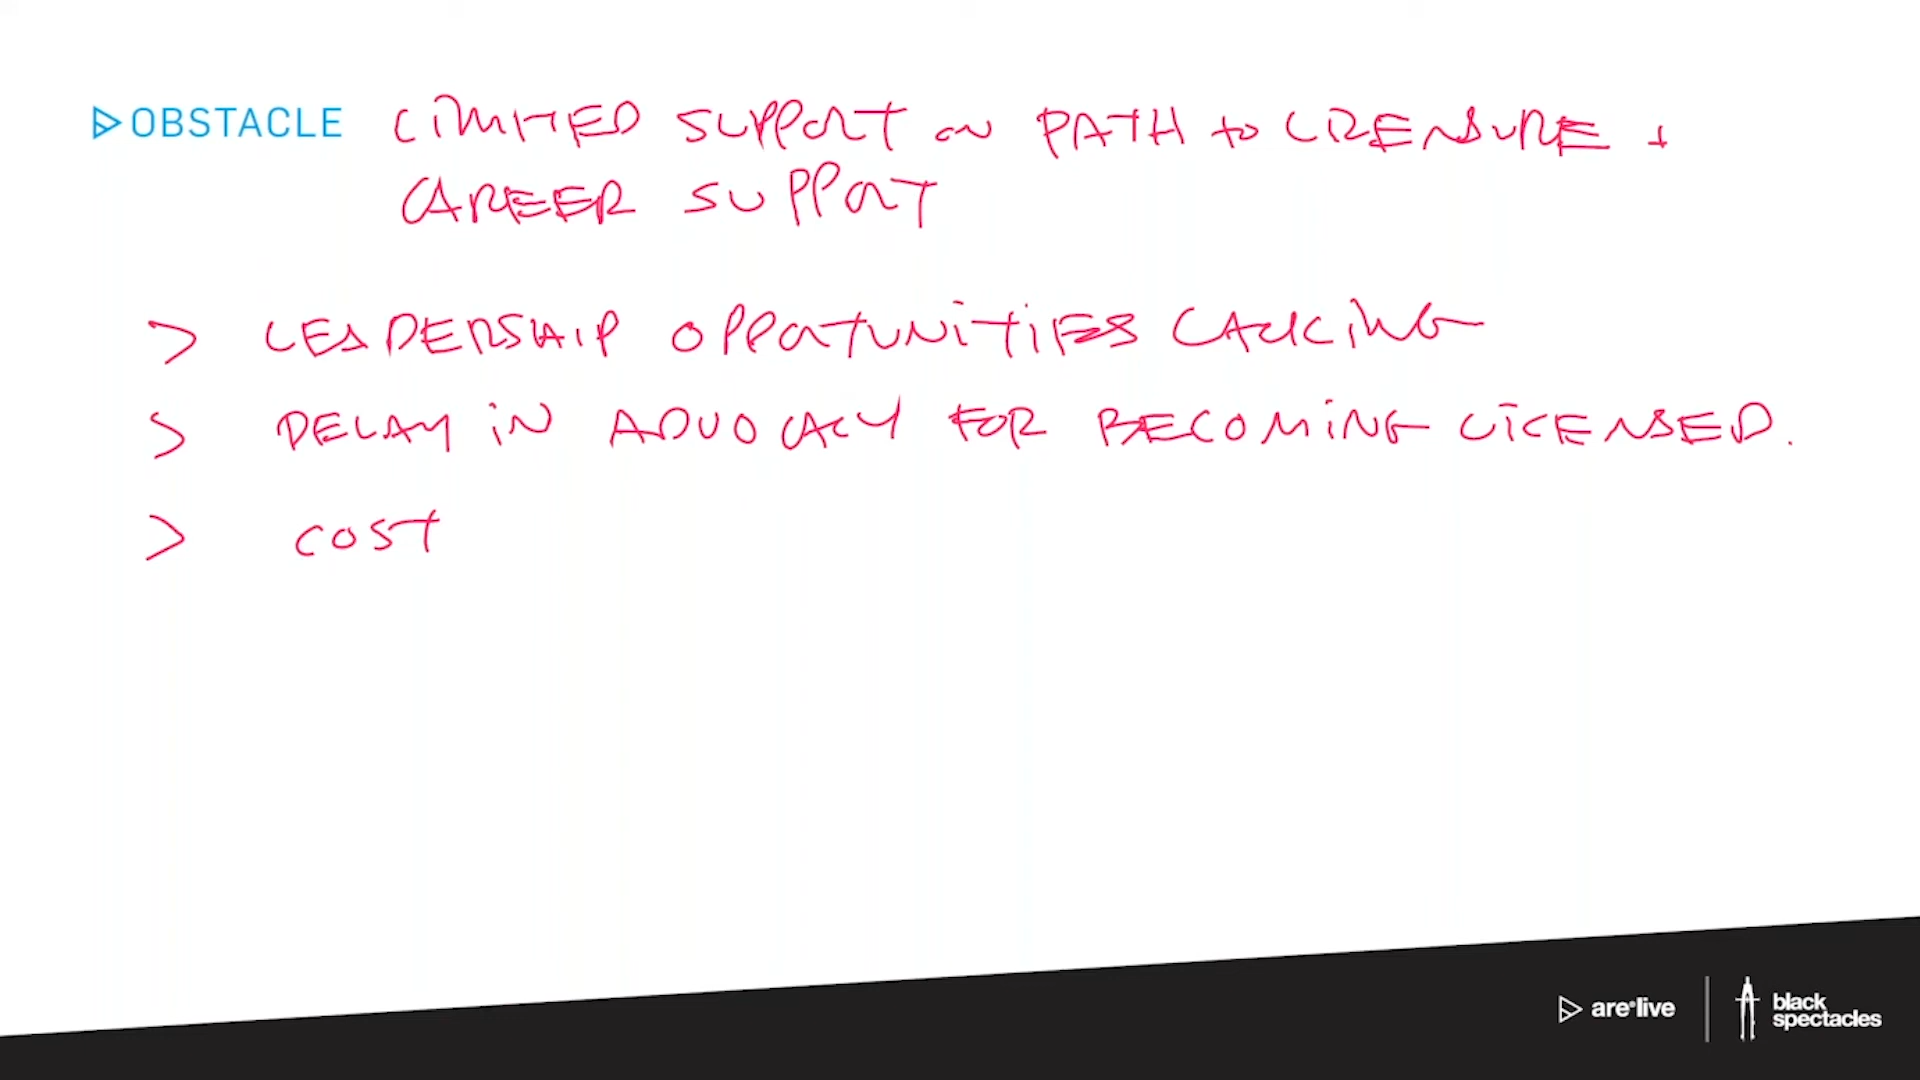 OBSTACLE LIMITED SUPPORT ON PATH TO LICENSURE +
CAREER SUPPORT
> LEADERSHIP OPPORTUNITIES LACKING
> DELAY IN ADVOCACY FOR BECOMING LICENSED.
> COST
are•live
black
spectacles